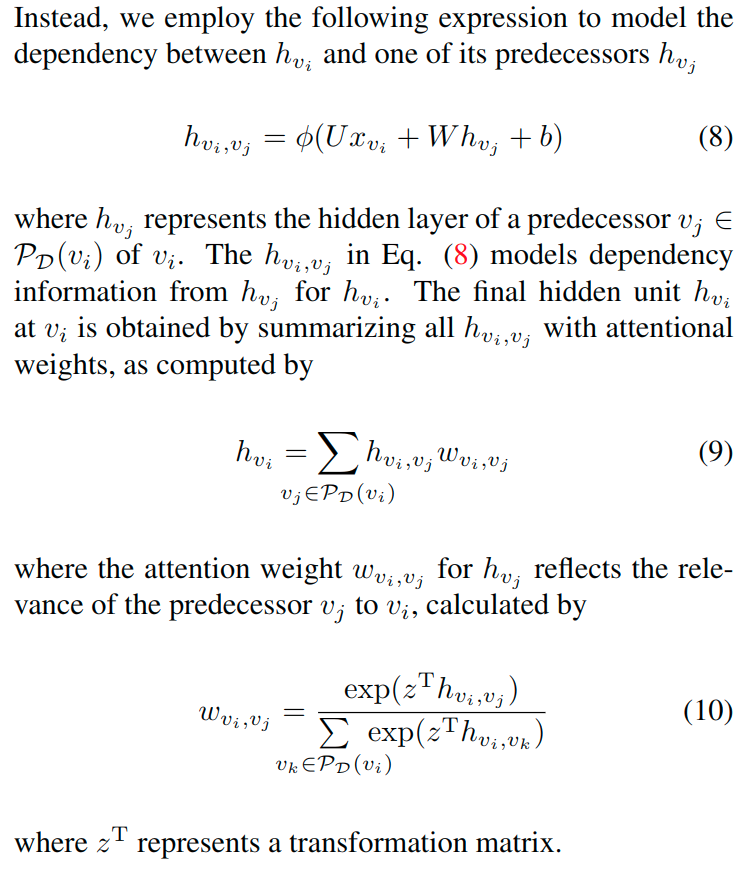 Instead, we employ the following expression to model the
dependency between $h_{v_i}$ and one of its predecessors $h_{v_j}$
$h_{v_i,v_j} = \phi(Ux_{v_i} + Wh_{v_j} + b)$ (8)
where $h_{v_j}$ represents the hidden layer of a predecessor $v_j \in$
$\mathcal{P}_{\mathcal{D}}(v_i)$ of $v_i$. The $h_{v_i,v_j}$ in Eq. (8) models dependency
information from $h_{v_j}$ for $h_{v_i}$. The final hidden unit $h_{v_i}$
at $v_i$ is obtained by summarizing all $h_{v_i,v_j}$ with attentional
weights, as computed by
$h_{v_i} = \sum_{v_j \in \mathcal{P}_{\mathcal{D}}(v_i)} h_{v_i,v_j} w_{v_i,v_j}$ (9)
where the attention weight $w_{v_i,v_j}$ for $h_{v_j}$ reflects the rele-
vance of the predecessor $v_j$ to $v_i$, calculated by
$w_{v_i,v_j} = \frac{\exp(z^{\mathrm{T}} h_{v_i,v_j})}{\sum_{v_k \in \mathcal{P}_{\mathcal{D}}(v_i)} \exp(z^{\mathrm{T}} h_{v_i,v_k})}$ (10)
where $z^{\mathrm{T}}$ represents a transformation matrix.